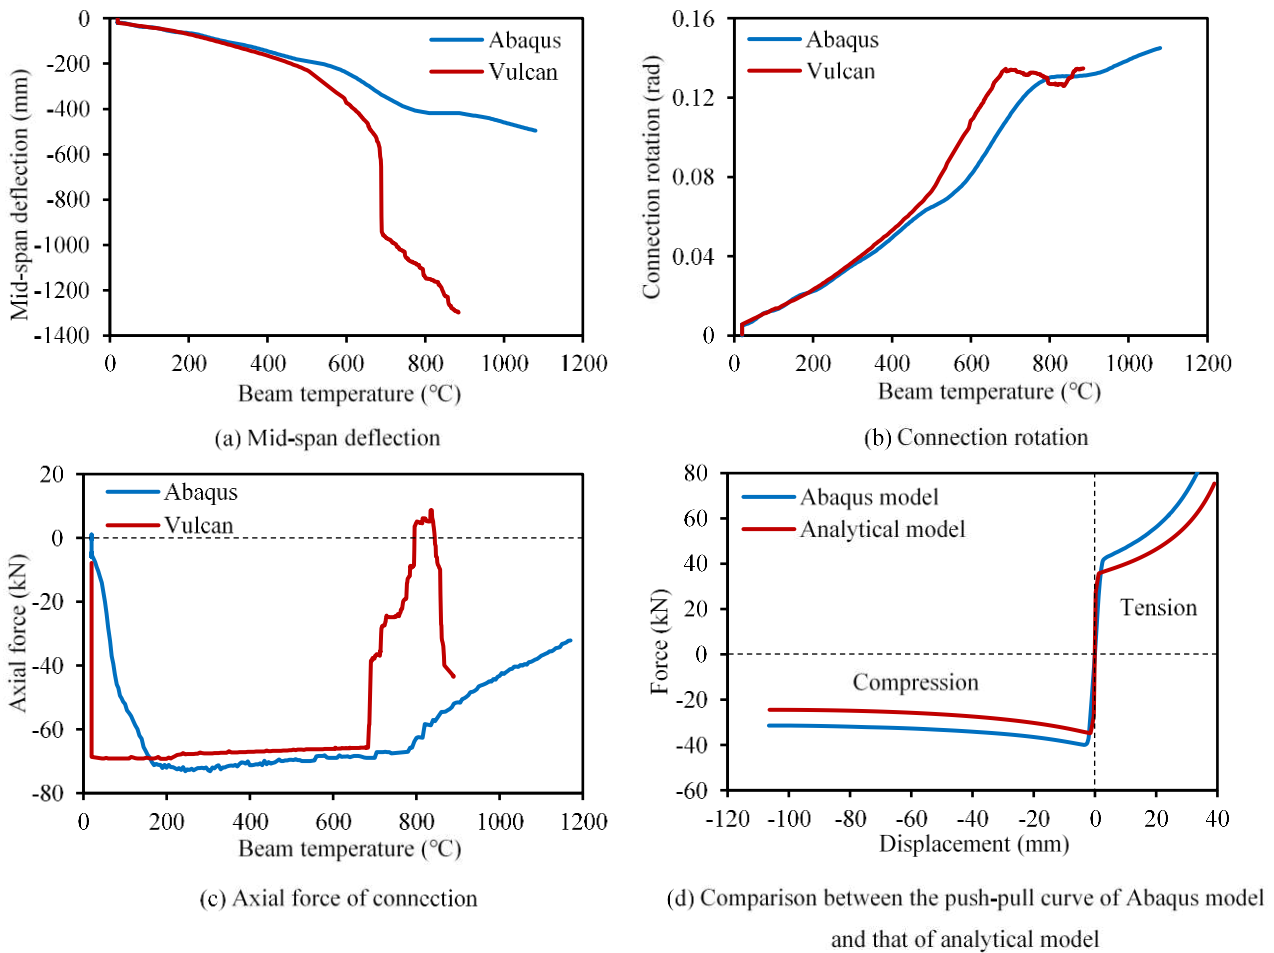 0
-200
-400
-600
-800
-1000
-1200
-1400
Mid-span deflection (mm)
Abaqus
Vulcan
0 200 400 600 800 1000 1200
Beam temperature (℃)
(a) Mid-span deflection
0.16
0.12
0.08
0.04
0
Connection rotation (rad)
Abaqus
Vulcan
0 200 400 600 800 1000 1200
Beam temperature (℃)
(b) Connection rotation
20
0
-20
-40
-60
-80
Axial force (kN)
Abaqus
Vulcan
0 200 400 600 800 1000 1200
Beam temperature (℃)
(c) Axial force of connection
80
60
40
20
0
-20
-40
-60
Force (kN)
Abaqus model
Analytical model
Tension
Compression
-120 -100 -80 -60 -40 -20 0 20 40
Displacement (mm)
(d) Comparison between the push-pull curve of Abaqus model
and that of analytical model